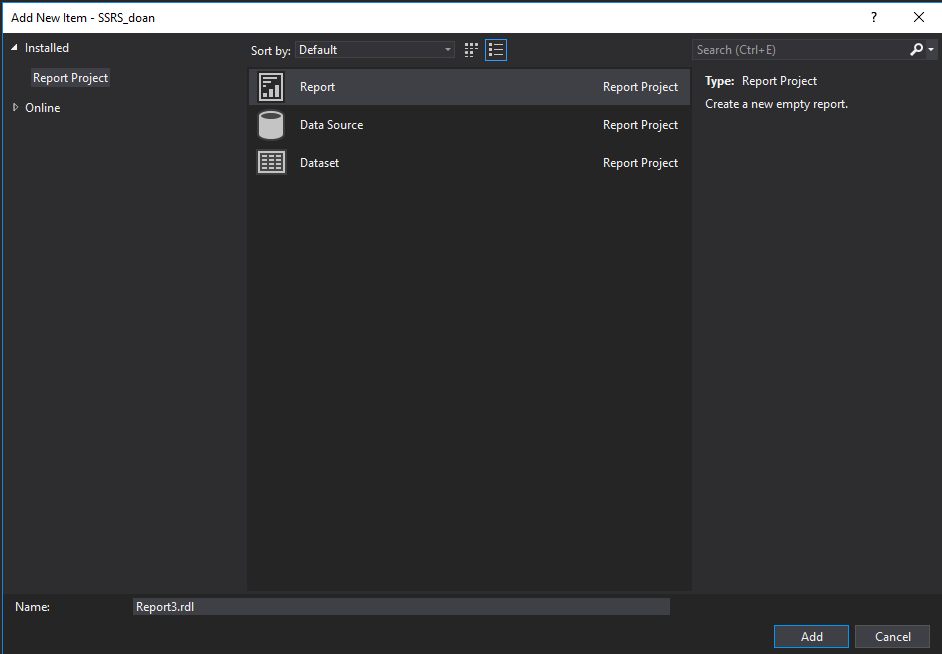 Add New Item - SSRS_doan
?
Installed
Report Project
Online
Sort by: Default
Search (Ctrl+E)
Report Report Project
Data Source Report Project
Dataset Report Project
Type: Report Project
Create a new empty report.
Name: Report3.rdl
Add Cancel